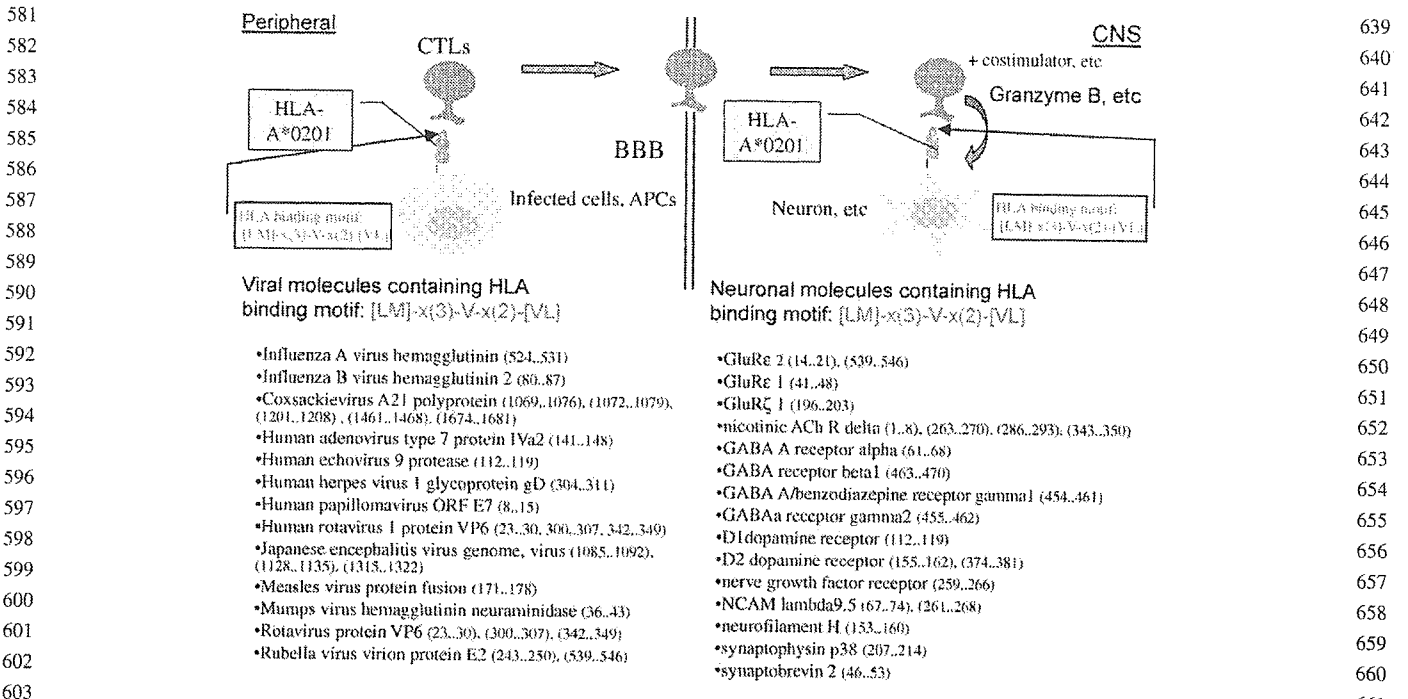 581
582
583
584
585
586
587
588
589
590
591
592
593
594
595
596
597
598
599
600
601
602
603
Peripheral
CTLs
HLA-
A*0201
BBB
Infected cells, APCs
HLA binding motif:
[LM]-x(3)-V-x(2)-[VL]
CNS
+ costimulator, etc
Granzyme B, etc
HLA-
A*0201
Neuron, etc
HLA binding motif:
[LM]-x(3)-V-x(2)-[VL]
Viral molecules containing HLA
binding motif: [LM]-x(3)-V-x(2)-[VL]
•Influenza A virus hemagglutinin (524..531)
•Influenza B virus hemagglutinin 2 (80..87)
•Coxsackievirus A21 polyprotein (1069..1076), (1072..1079),
(1201..1208) , (1461..1468), (1674..1681)
•Human adenovirus type 7 protein IVa2 (141..148)
•Human echovirus 9 protease (112..119)
•Human herpes virus 1 glycoprotein gD (304..311)
•Human papillomavirus ORF E7 (8..15)
•Human rotavirus 1 protein VP6 (23..30, 300..307, 342..349)
•Japanese encephalitis virus genome, virus (1085..1092),
(1128..1135), (1315..1322)
•Measles virus protein fusion (171..178)
•Mumps virus hemagglutinin neuraminidase (36..43)
•Rotavirus protein VP6 (23..30), (300..307), (342..349)
•Rubella virus virion protein E2 (243..250), (539..546)
Neuronal molecules containing HLA
binding motif: [LM]-x(3)-V-x(2)-[VL]
•GluRε 2 (14..21), (539..546)
•GluRε 1 (41..48)
•GluRζ 1 (196..203)
•nicotinic ACh R delta (1..8), (263..270), (286..293), (343..350)
•GABA A receptor alpha (61..68)
•GABA receptor beta1 (463..470)
•GABA A/benzodiazepine receptor gamma1 (454..461)
•GABAa receptor gamma2 (455..462)
•D1dopamine receptor (112..119)
•D2 dopamine receptor (155..162), (374..381)
•nerve growth factor receptor (259..266)
•NCAM lambda9.5 (67..74), (261..268)
•neurofilament H (153..160)
•synaptophysin p38 (207..214)
•synaptobrevin 2 (46..53)
639
640
641
642
643
644
645
646
647
648
649
650
651
652
653
654
655
656
657
658
659
660